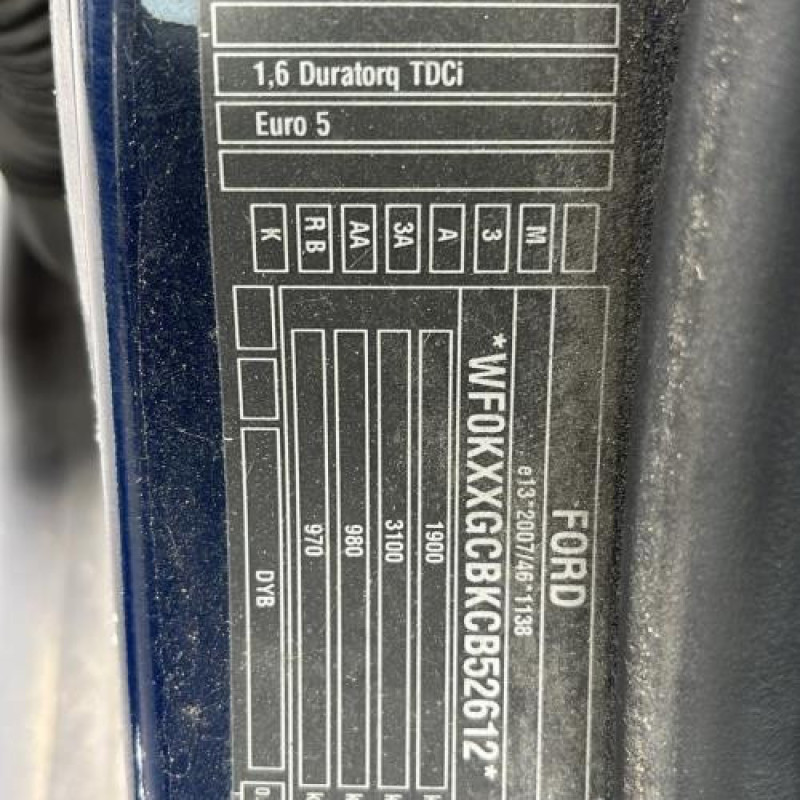 1,6 Duratorq TDCi
Euro 5
K
R B
AA
3A
A
3
M
FORD
e13*2007/46*1138
*WF0KXXGCBKCB52612*
1900
3100
980
970
DYB